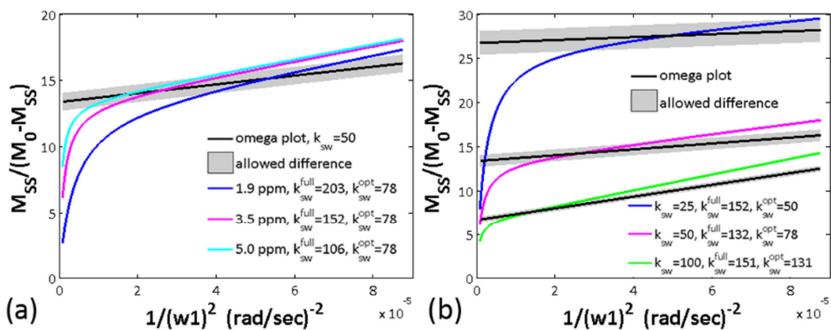 M_SS/(M_0-M_SS)
20
15
10
5
0
omega plot, k_sw=50
allowed difference
1.9 ppm, k_sw^full=203, k_sw^opt=78
3.5 ppm, k_sw^full=152, k_sw^opt=78
5.0 ppm, k_sw^full=106, k_sw^opt=78
0 2 4 6 8
x 10^-5
(a) 1/(w1)^2 (rad/sec)^-2
M_SS/(M_0-M_SS)
30
25
20
15
10
5
0
omega plot
allowed difference
k_sw=25, k_sw^full=152, k_sw^opt=50
k_sw=50, k_sw^full=132, k_sw^opt=78
k_sw=100, k_sw^full=151, k_sw^opt=131
0 2 4 6 8
x 10^-5
(b) 1/(w1)^2 (rad/sec)^-2